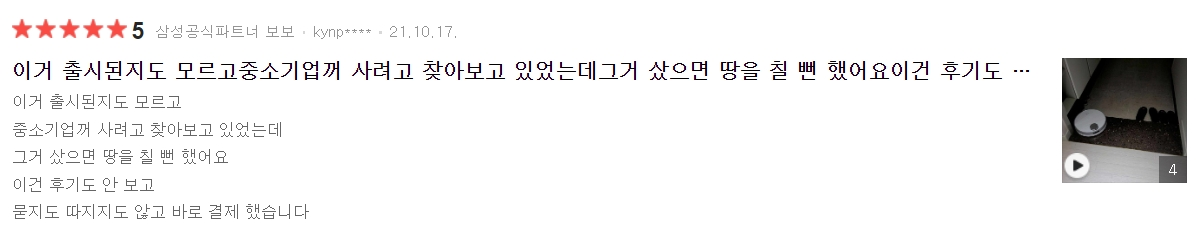 ★★★★★ 5 삼성공식파트너 보보 · kynp**** · 21.10.17.
이거 출시된지도 모르고중소기업꺼 사려고 찾아보고 있었는데그거 샀으면 땅을 칠 뻔 했어요이건 후기도 …
이거 출시된지도 모르고
중소기업꺼 사려고 찾아보고 있었는데
그거 샀으면 땅을 칠 뻔 했어요
이건 후기도 안 보고
묻지도 따지지도 않고 바로 결제 했습니다
4